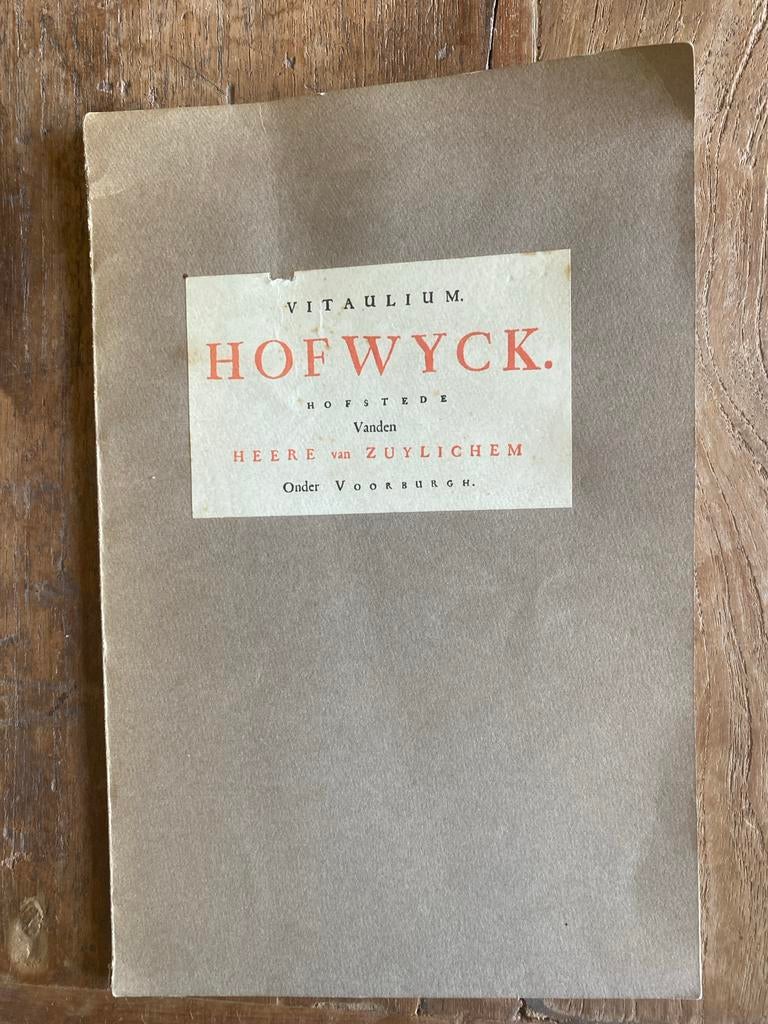 VITAULIUM.
HOFWYCK.
HOFSTEDE
Vanden
HEERE van ZUYLICHEM
Onder VOORBURGH.